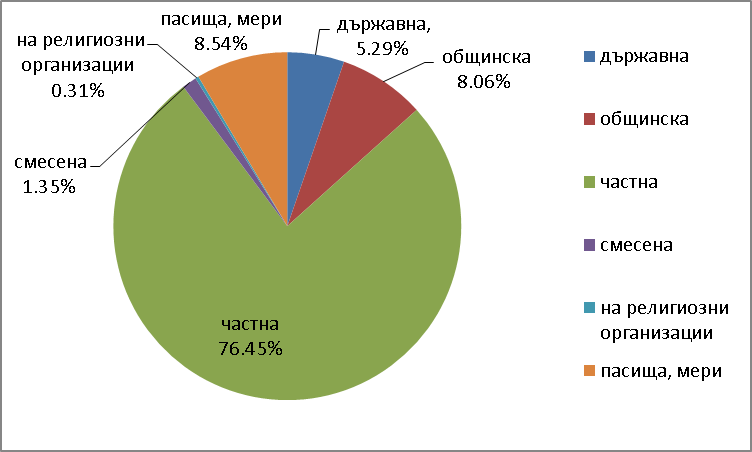 пасища, мери
8.54%
държавна,
5.29%
на религиозни
организации
0.31%
общинска
8.06%
смесена
1.35%
частна
76.45%
държавна
общинска
частна
смесена
на религиозни
организации
пасища, мери